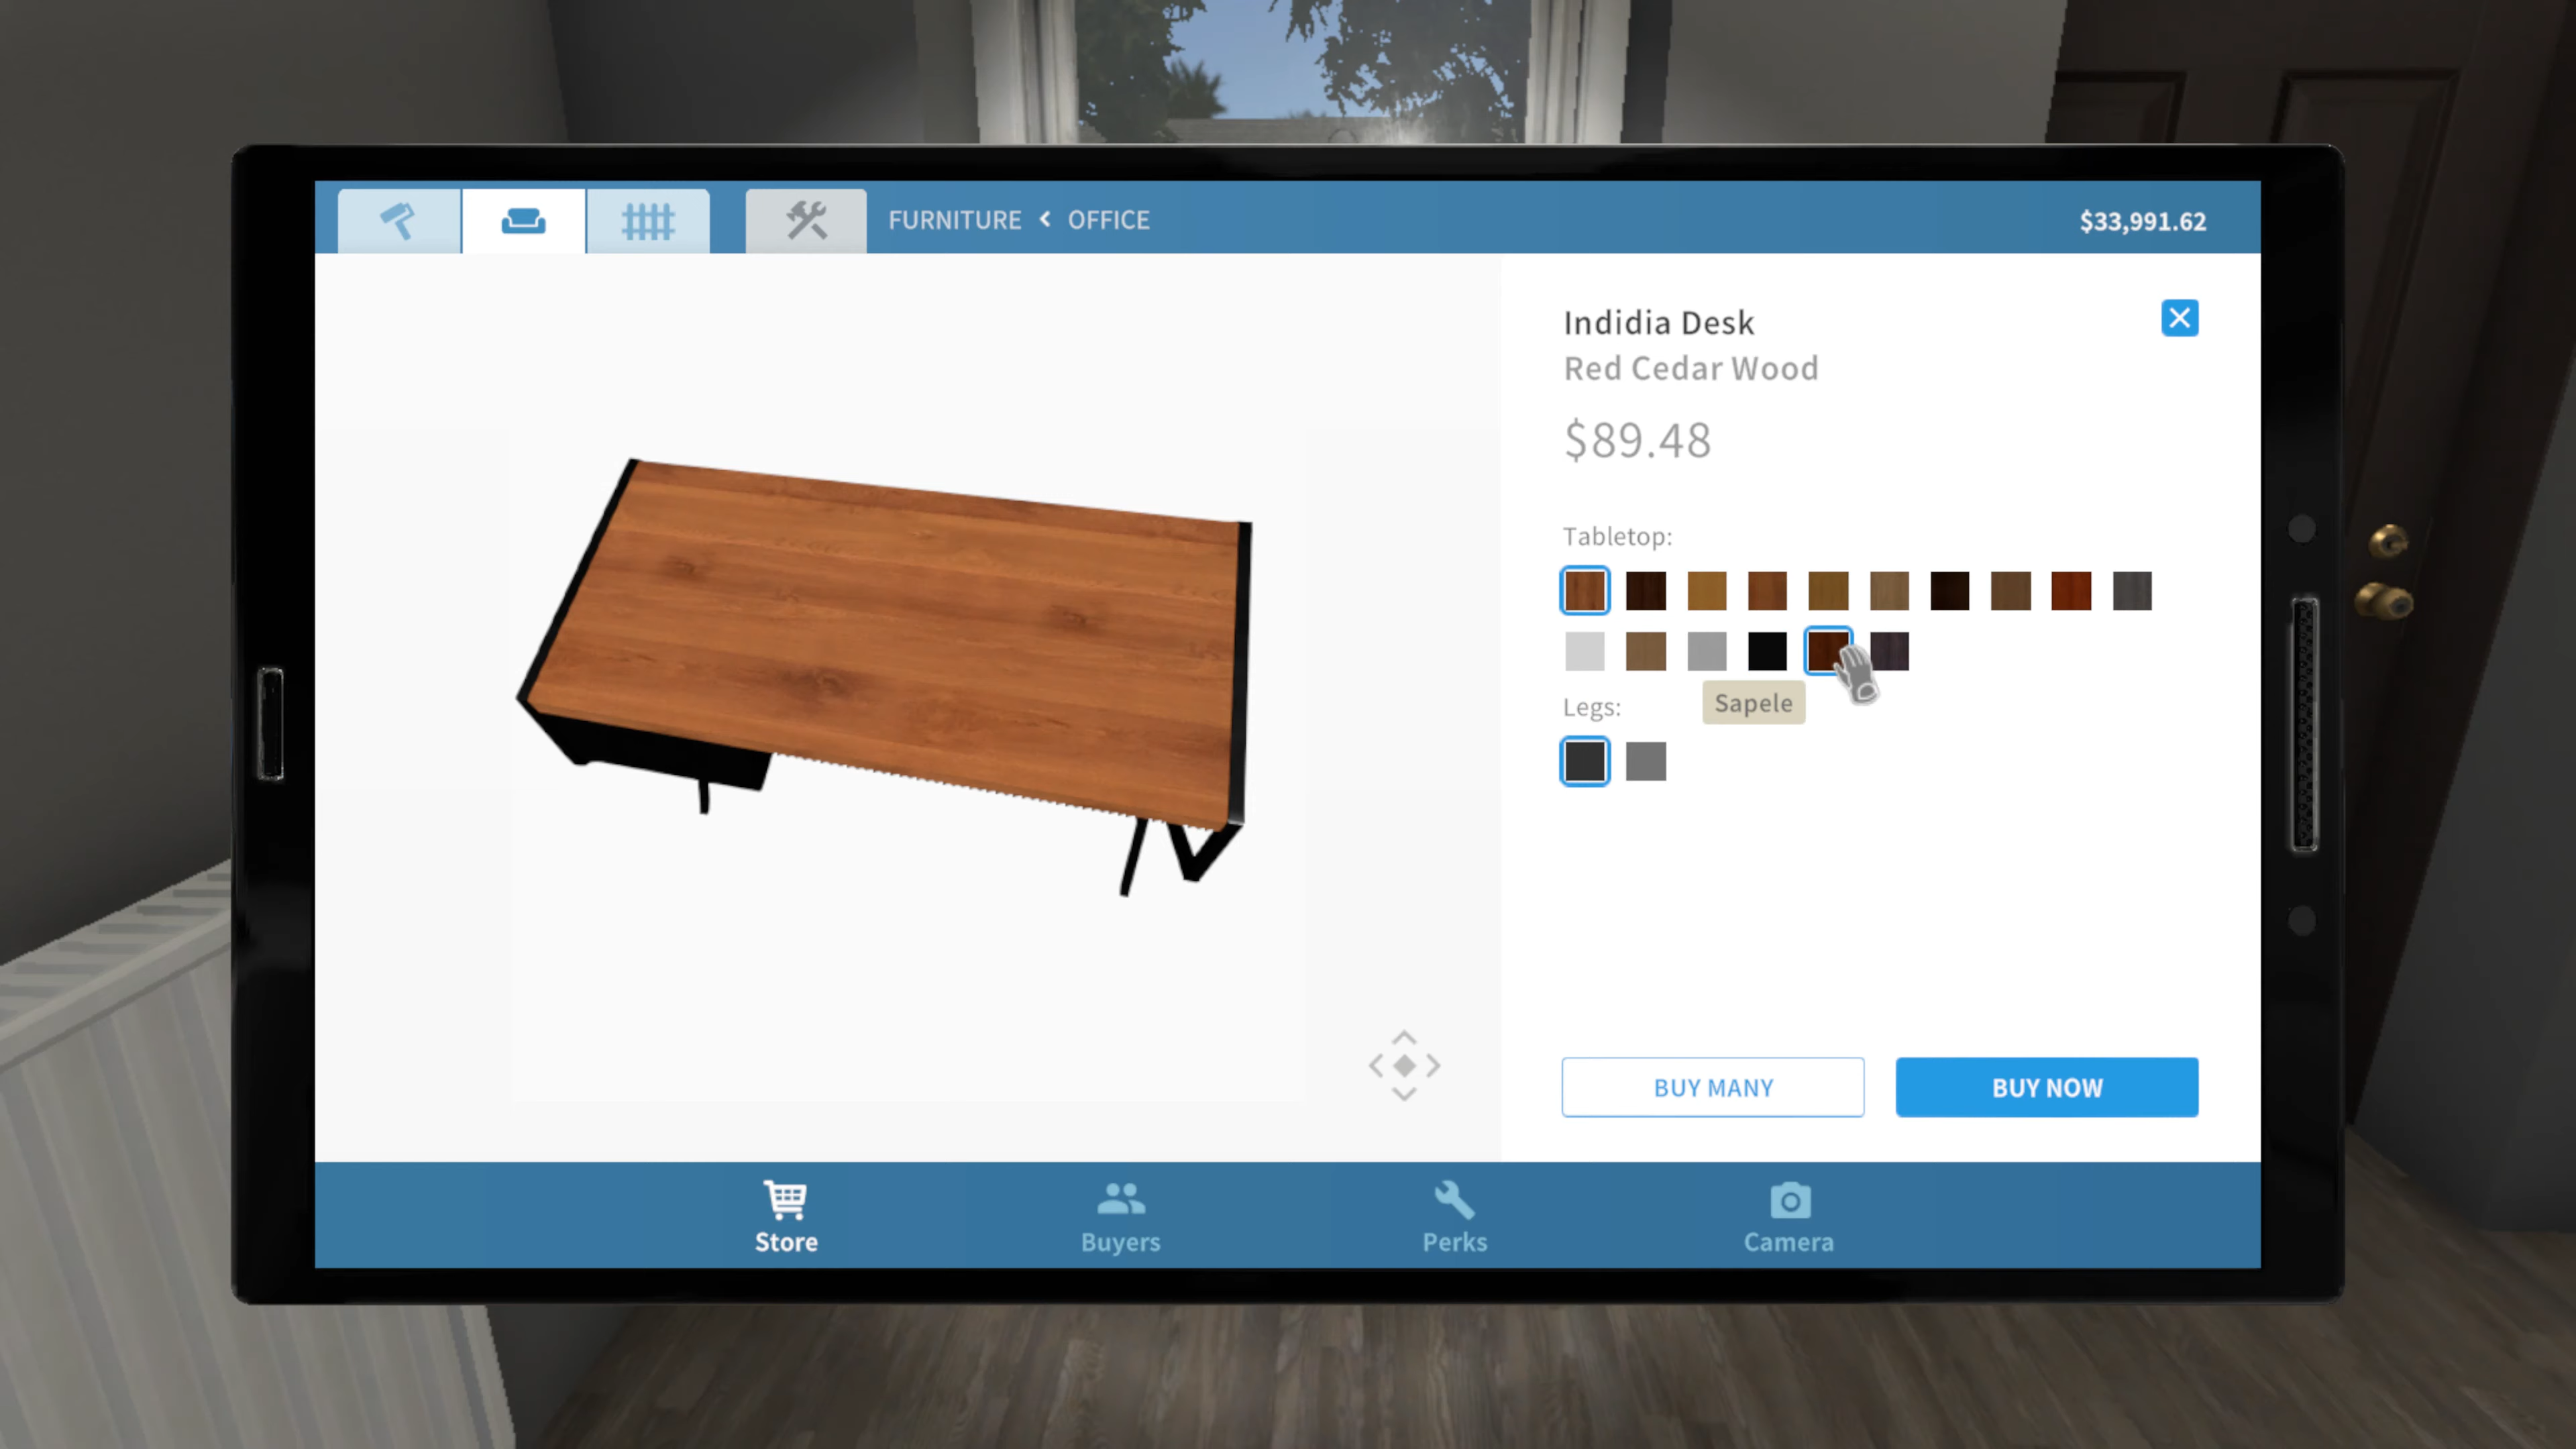 FURNITURE < OFFICE
$33,991.62
Indidia Desk
Red Cedar Wood
$89.48
Tabletop:
Sapele
Legs:
BUY MANY
BUY NOW
Store
Buyers
Perks
Camera